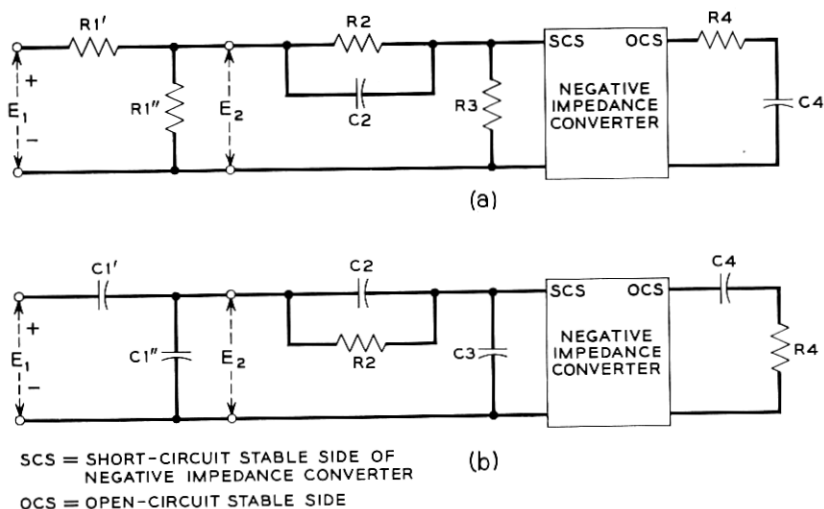 R1'
R2
SCS OCS
R4
+
E1
−
R1"
E2
C2
R3
NEGATIVE
IMPEDANCE
CONVERTER
C4
(a)
C1'
C2
SCS OCS
C4
+
E1
−
C1"
E2
R2
C3
NEGATIVE
IMPEDANCE
CONVERTER
R4
SCS = SHORT-CIRCUIT STABLE SIDE OF
NEGATIVE IMPEDANCE CONVERTER
(b)
OCS = OPEN-CIRCUIT STABLE SIDE